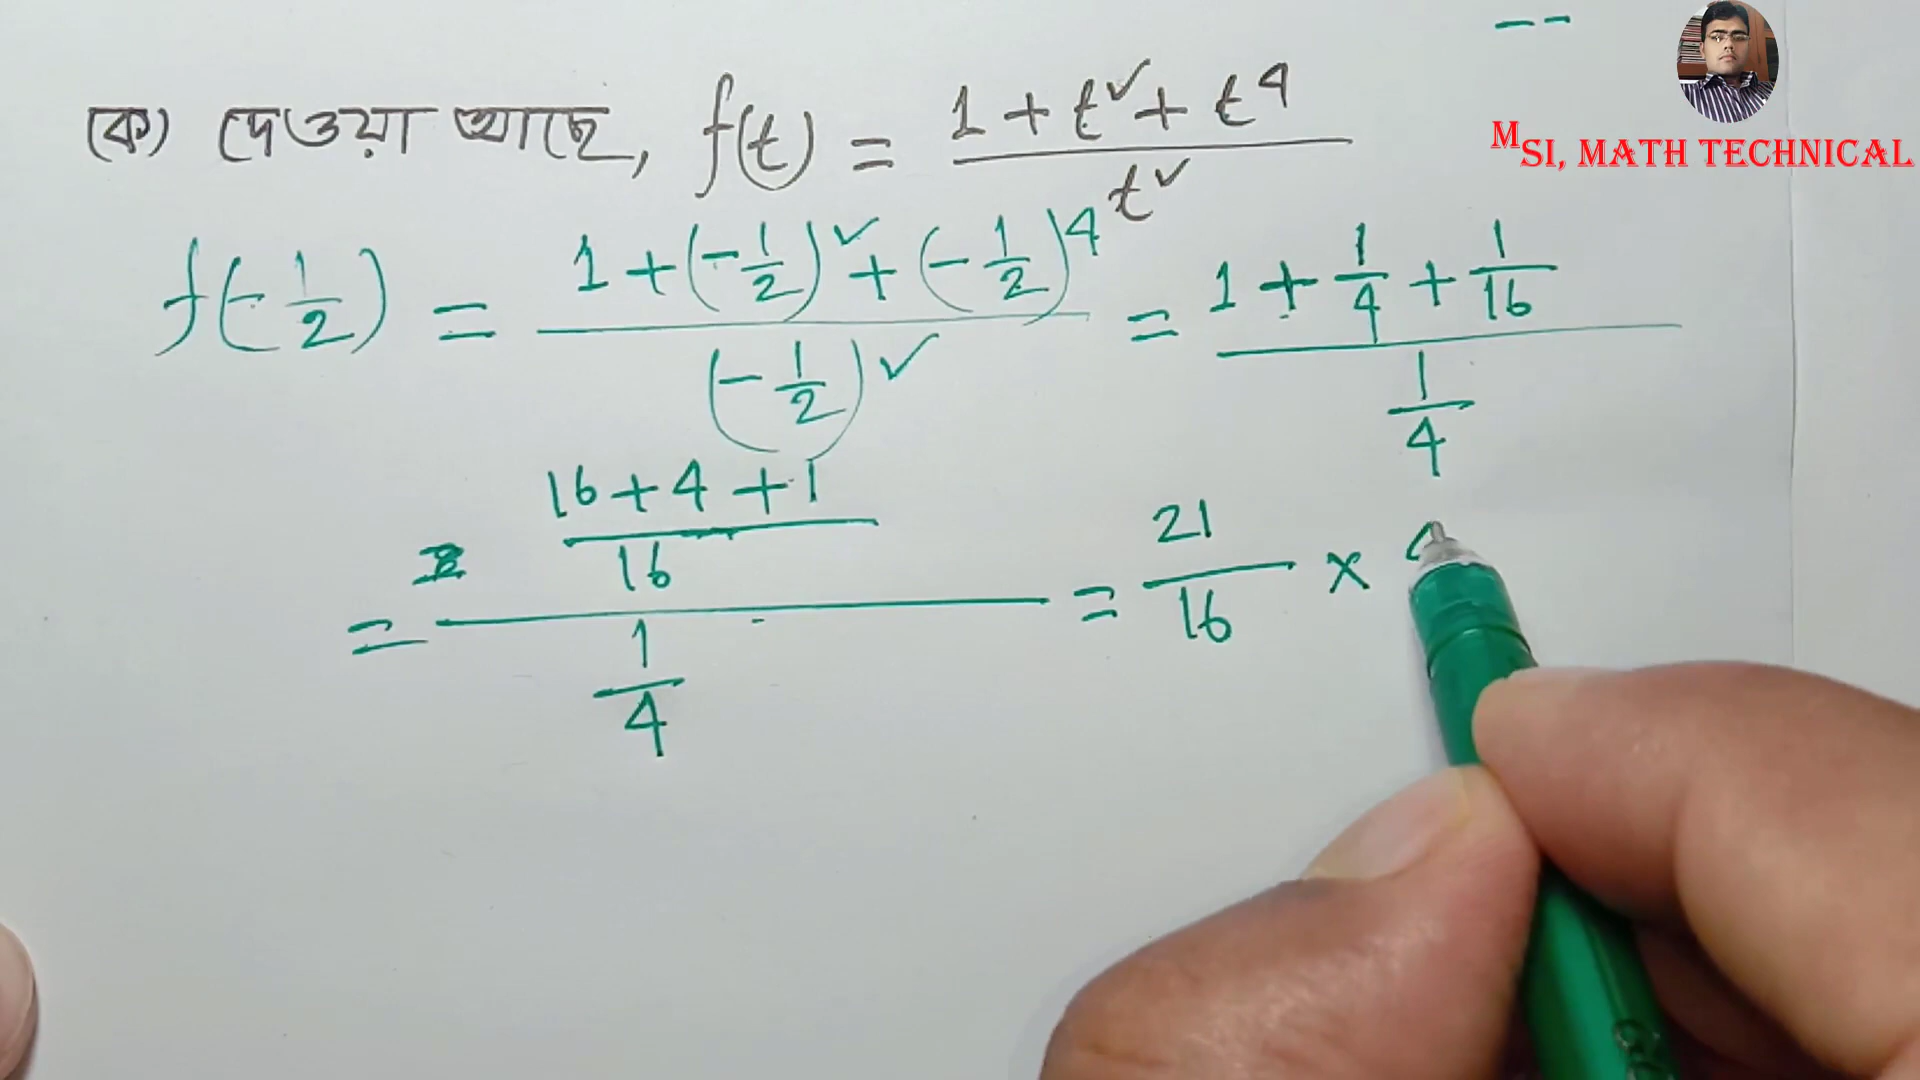 MSI, MATH TECHNICAL
(ক) দেওয়া আছে, f(t) = (1 + t² + t⁴) / t²
f(-1/2) = (1 + (-1/2)² + (-1/2)⁴) / (-1/2)² = (1 + 1/4 + 1/16) / (1/4)
= ((16 + 4 + 1)/16) / (1/4) = 21/16 ×